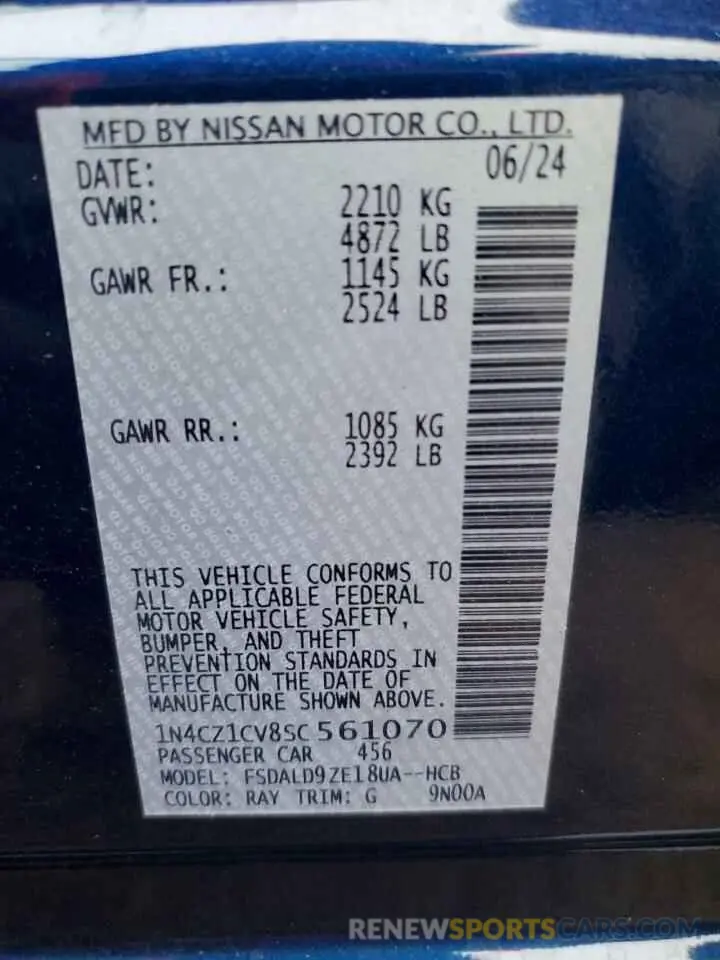 MFD BY NISSAN MOTOR CO., LTD.
DATE: 06/24
GVWR: 2210 KG
4872 LB
GAWR FR.: 1145 KG
2524 LB
GAWR RR.: 1085 KG
2392 LB
THIS VEHICLE CONFORMS TO
ALL APPLICABLE FEDERAL
MOTOR VEHICLE SAFETY,
BUMPER, AND THEFT
PREVENTION STANDARDS IN
EFFECT ON THE DATE OF
MANUFACTURE SHOWN ABOVE.
1N4CZ1CV8SC561070
PASSENGER CAR 456
MODEL: FSDALD9ZE18UA--HCB
COLOR: RAY TRIM: G 9N00A
RENEWSPORTSCARS.COM